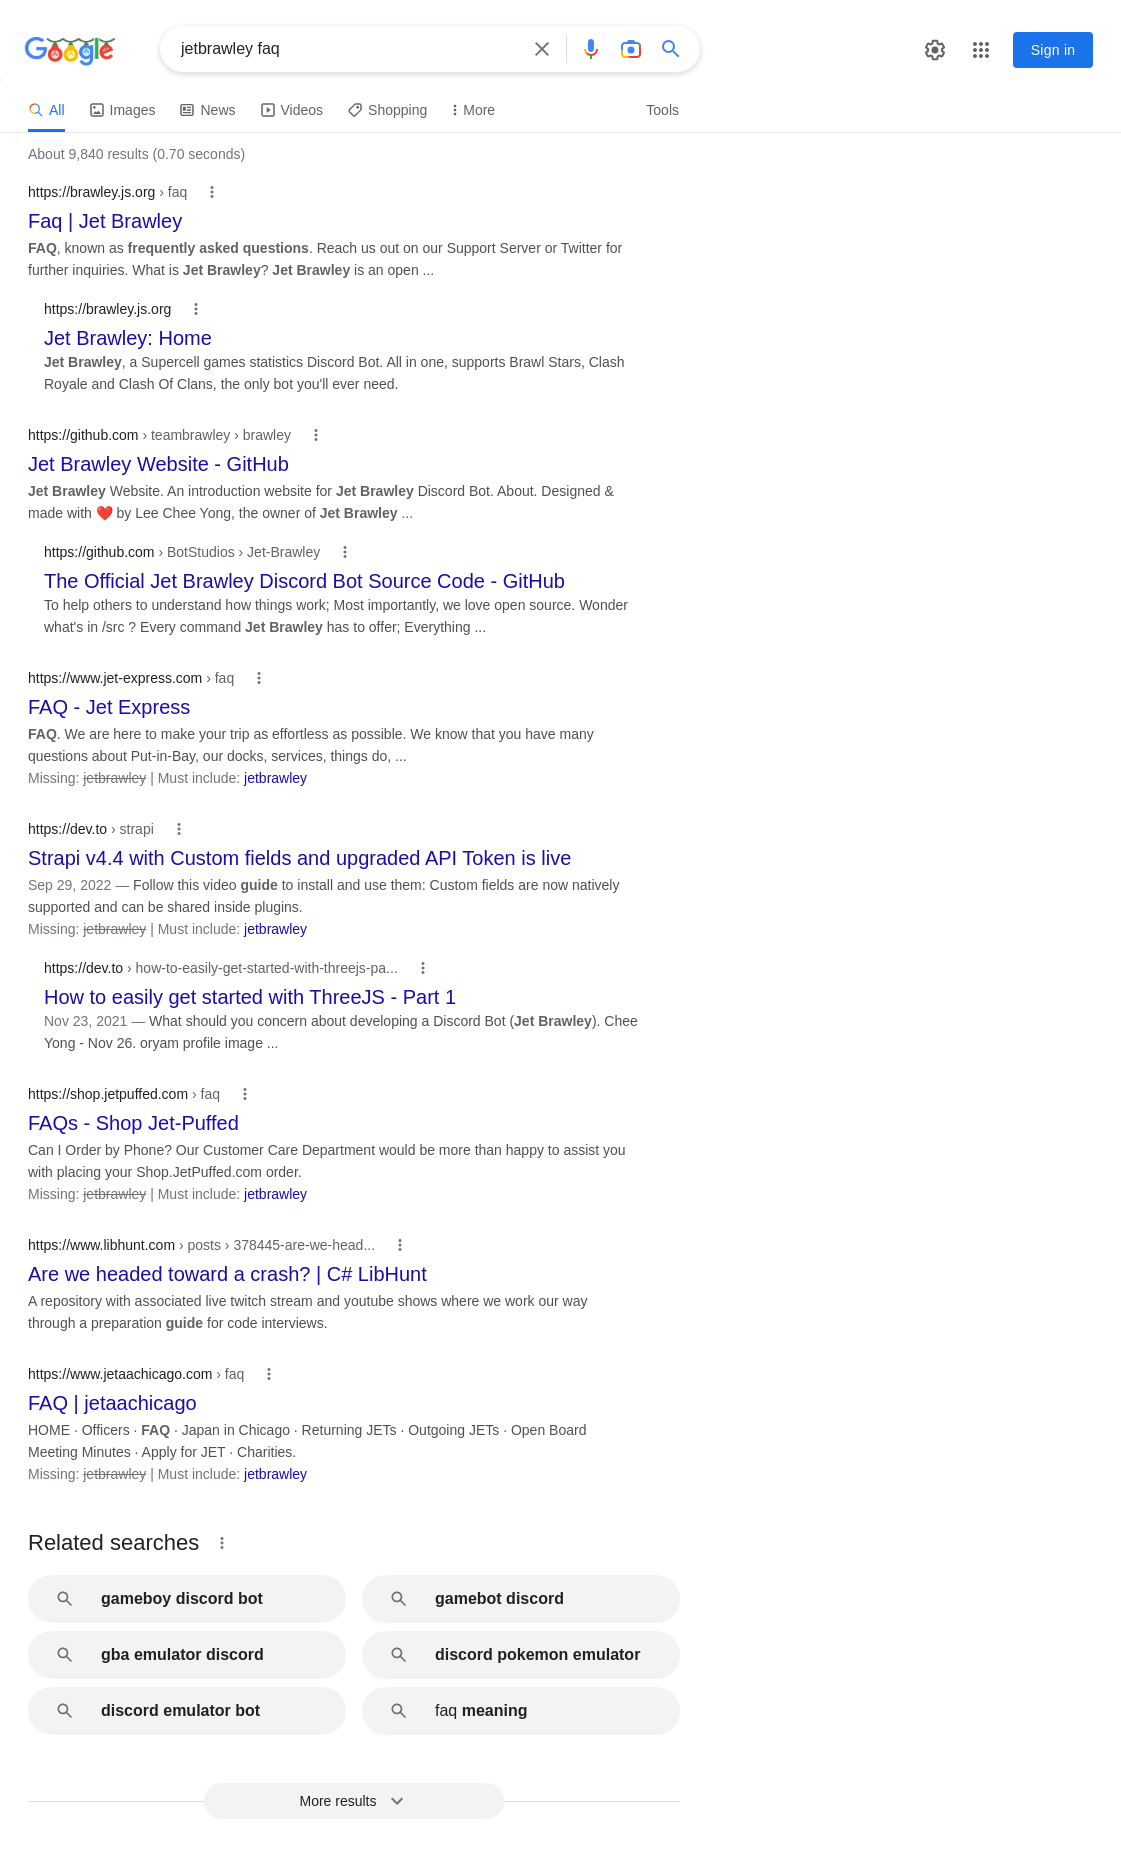 Google
jetbrawley faq
Sign in
All Images News Videos Shopping More Tools
About 9,840 results (0.70 seconds)
https://brawley.js.org › faq
Faq | Jet Brawley
FAQ, known as frequently asked questions. Reach us out on our Support Server or Twitter for
further inquiries. What is Jet Brawley? Jet Brawley is an open ...
https://brawley.js.org
Jet Brawley: Home
Jet Brawley, a Supercell games statistics Discord Bot. All in one, supports Brawl Stars, Clash
Royale and Clash Of Clans, the only bot you'll ever need.
https://github.com › teambrawley › brawley
Jet Brawley Website - GitHub
Jet Brawley Website. An introduction website for Jet Brawley Discord Bot. About. Designed &
made with ❤️ by Lee Chee Yong, the owner of Jet Brawley ...
https://github.com › BotStudios › Jet-Brawley
The Official Jet Brawley Discord Bot Source Code - GitHub
To help others to understand how things work; Most importantly, we love open source. Wonder
what's in /src ? Every command Jet Brawley has to offer; Everything ...
https://www.jet-express.com › faq
FAQ - Jet Express
FAQ. We are here to make your trip as effortless as possible. We know that you have many
questions about Put-in-Bay, our docks, services, things do, ...
Missing: jetbrawley | Must include: jetbrawley
https://dev.to › strapi
Strapi v4.4 with Custom fields and upgraded API Token is live
Sep 29, 2022 — Follow this video guide to install and use them: Custom fields are now natively
supported and can be shared inside plugins.
Missing: jetbrawley | Must include: jetbrawley
https://dev.to › how-to-easily-get-started-with-threejs-pa...
How to easily get started with ThreeJS - Part 1
Nov 23, 2021 — What should you concern about developing a Discord Bot (Jet Brawley). Chee
Yong - Nov 26. oryam profile image ...
https://shop.jetpuffed.com › faq
FAQs - Shop Jet-Puffed
Can I Order by Phone? Our Customer Care Department would be more than happy to assist you
with placing your Shop.JetPuffed.com order.
Missing: jetbrawley | Must include: jetbrawley
https://www.libhunt.com › posts › 378445-are-we-head...
Are we headed toward a crash? | C# LibHunt
A repository with associated live twitch stream and youtube shows where we work our way
through a preparation guide for code interviews.
https://www.jetaachicago.com › faq
FAQ | jetaachicago
HOME · Officers · FAQ · Japan in Chicago · Returning JETs · Outgoing JETs · Open Board
Meeting Minutes · Apply for JET · Charities.
Missing: jetbrawley | Must include: jetbrawley
Related searches
gameboy discord bot
gamebot discord
gba emulator discord
discord pokemon emulator
discord emulator bot
faq meaning
More results